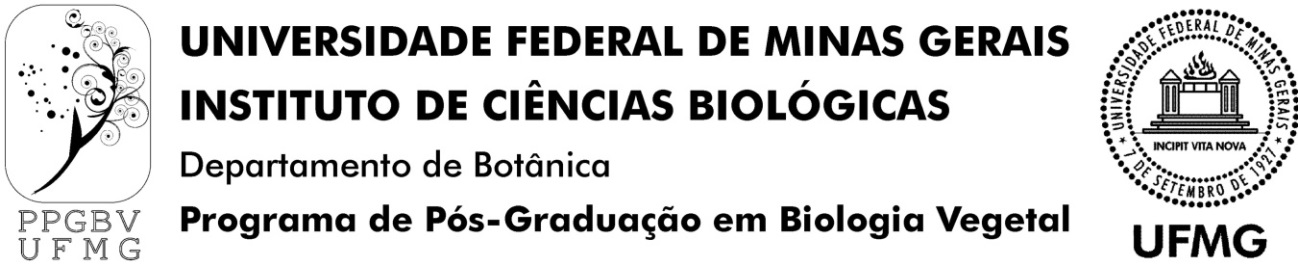 UNIVERSIDADE FEDERAL DE MINAS GERAIS
INSTITUTO DE CIÊNCIAS BIOLÓGICAS
Departamento de Botânica
Programa de Pós-Graduação em Biologia Vegetal
PPGBV
UFMG
UNIVERSIDADE FEDERAL DE MINAS GERAIS
INCIPIT VITA NOVA
7 DE SETEMBRO DE 1927
UFMG